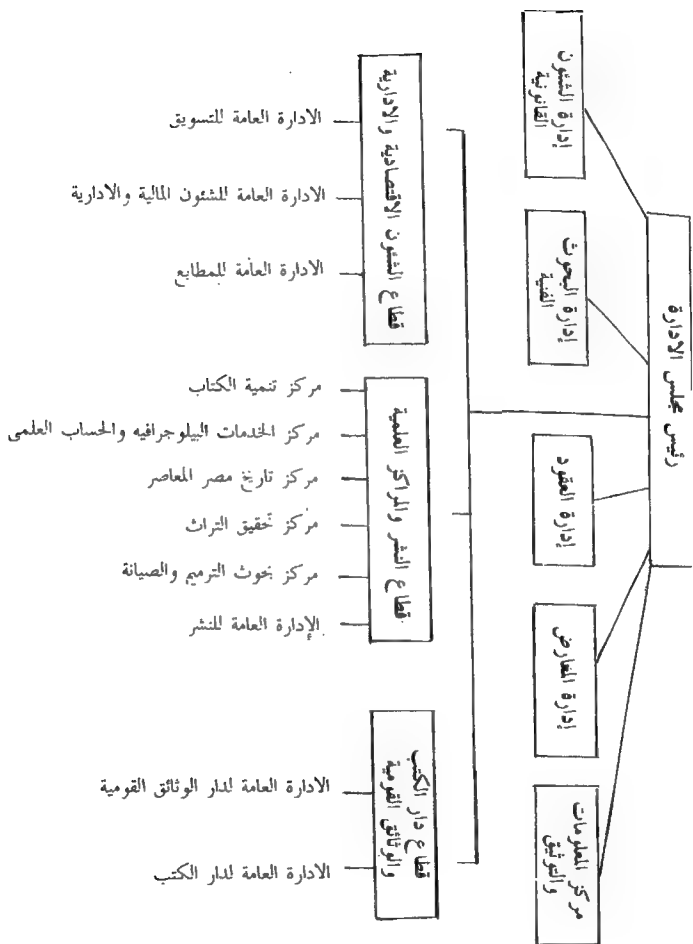 رئيس مجلس الادارة
إدارة الشئون
القانونية
إدارة البحوث
الفنية
إدارة العقود
إدارة المعارض
مركز المعلومات
والتوثيق
قطاع الشئون الاقتصادية والادارية
الادارة العامة للتسويق
الادارة العامة للشئون المالية والادارية
الادارة العامة للمطابع
قطاع النشر والمراكز العلمية
مركز تنمية الكتاب
مركز الخدمات البيلوجرافيه والحساب العلمى
مركز تاريخ مصر المعاصر
مركز تحقيق التراث
مركز بحوث الترميم والصيانة
الإدارة العامة للنشر
قطاع دار الكتب
والوثائق القومية
الادارة العامة لدار الوثائق القومية
الادارة العامة لدار الكتب